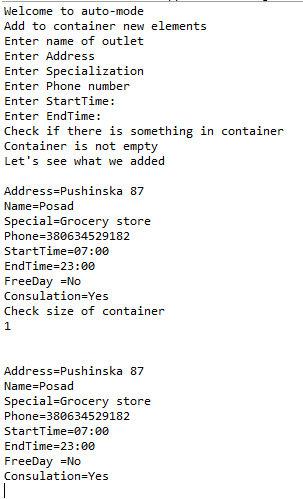 Welcome to auto-mode
Add to container new elements
Enter name of outlet
Enter Address
Enter Specialization
Enter Phone number
Enter StartTime:
Enter EndTime:
Check if there is something in container
Container is not empty
Let's see what we added
Address=Pushinska 87
Name=Posad
Special=Grocery store
Phone=380634529182
StartTime=07:00
EndTime=23:00
FreeDay =No
Consulation=Yes
Check size of container
1
Address=Pushinska 87
Name=Posad
Special=Grocery store
Phone=380634529182
StartTime=07:00
EndTime=23:00
FreeDay =No
Consulation=Yes